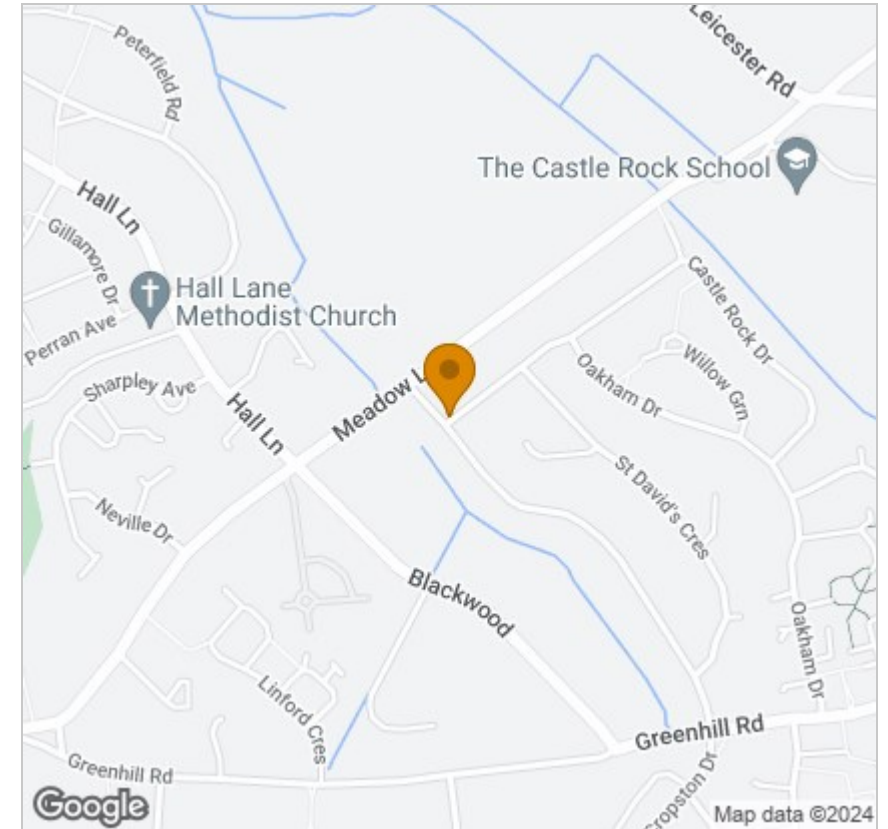 Leicester Rd
Peterfield Rd
The Castle Rock School
Hall Ln
Gillamore Dr
Hall Lane
Methodist Church
Castle Rock Dr
Perran Ave
Willow Grn
Sharpley Ave
Oakham Dr
Meadow L
Hall Ln
St David's Cres
Neville Dr
Blackwood
Oakham Dr
Linford Cres
Greenhill Rd
Greenhill Rd
Cropston Dr
Google
Map data ©2024